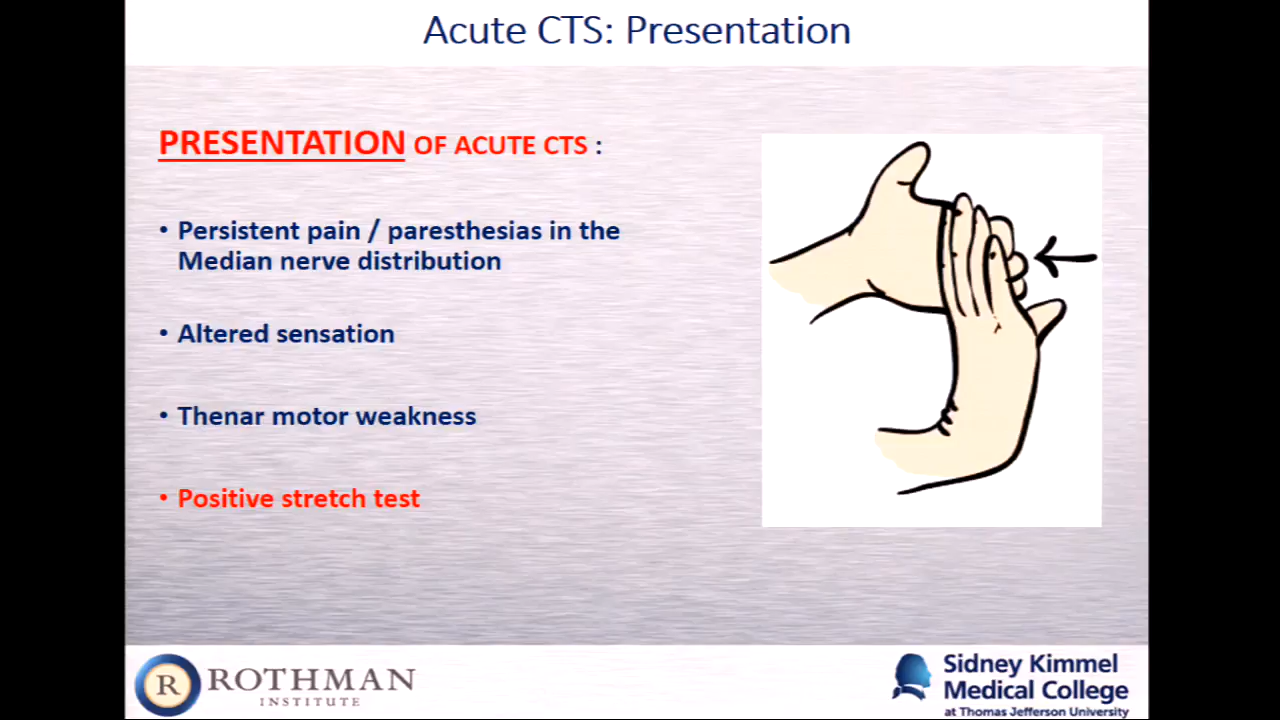 Acute CTS: Presentation
PRESENTATION OF ACUTE CTS :
• Persistent pain / paresthesias in the
Median nerve distribution
• Altered sensation
• Thenar motor weakness
• Positive stretch test
R ROTHMAN
INSTITUTE
Sidney Kimmel
Medical College
at Thomas Jefferson University